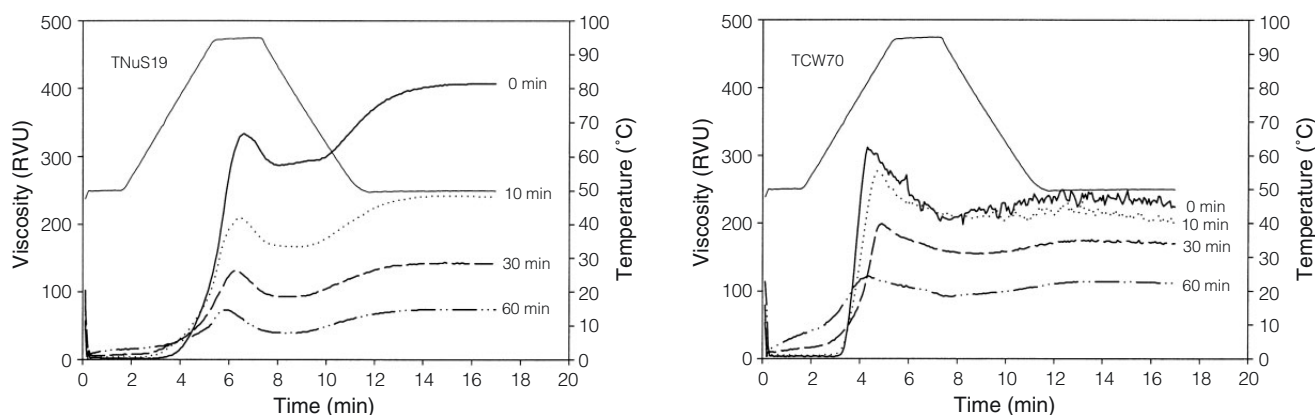 500
400
300
200
100
0
Viscosity (RVU)
TNuS19
0 min
10 min
30 min
60 min
100
90
80
70
60
50
40
30
20
10
0
Temperature (˚C)
0 2 4 6 8 10 12 14 16 18 20
Time (min)
500
400
300
200
100
0
Viscosity (RVU)
TCW70
0 min
10 min
30 min
60 min
100
90
80
70
60
50
40
30
20
10
0
Temperature (˚C)
0 2 4 6 8 10 12 14 16 18 20
Time (min)